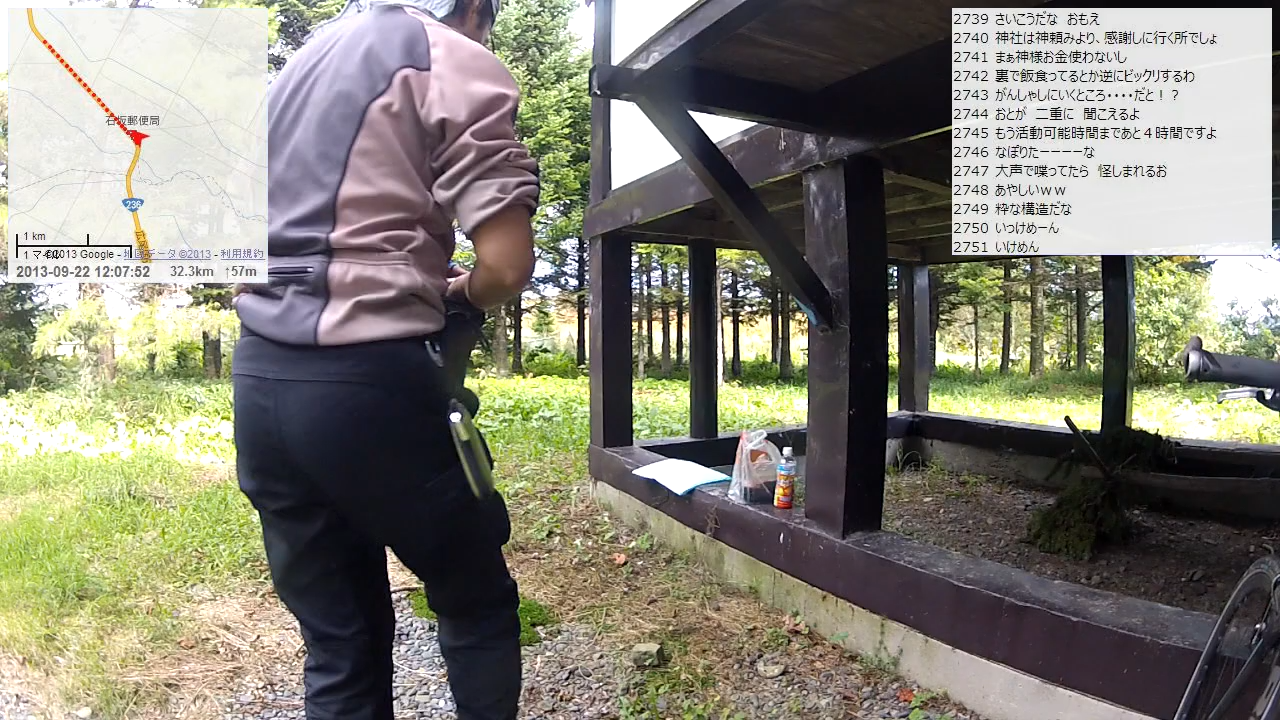 石坂郵便局
236
1 km
1 マイル
©2013 Google - 地図データ ©2013 - 利用規約
2013-09-22 12:07:52 32.3km ↑57m
2739 さいこうだな おもえ
2740 神社は神頼みより、感謝しに行く所でしょ
2741 まぁ神様お金使わないし
2742 裏で飯食ってるとか逆にビックリするわ
2743 がんしゃしにいくところ・・・・だと！？
2744 おとが 二重に 聞こえるよ
2745 もう活動可能時間まであと４時間ですよ
2746 なぽりたーーーーな
2747 大声で喋ってたら 怪しまれるお
2748 あやしいｗｗ
2749 粋な構造だな
2750 いっけめーん
2751 いけめん